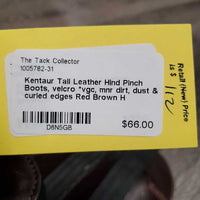 The Tack Collector
1005782-31
Kentaur Tall Leather Hind Pinch
Boots, velcro *vgc, mnr dirt, dust &
curled edges Red Brown H
D6N5GB
$66.00
Retail (New) Price
is $ 112